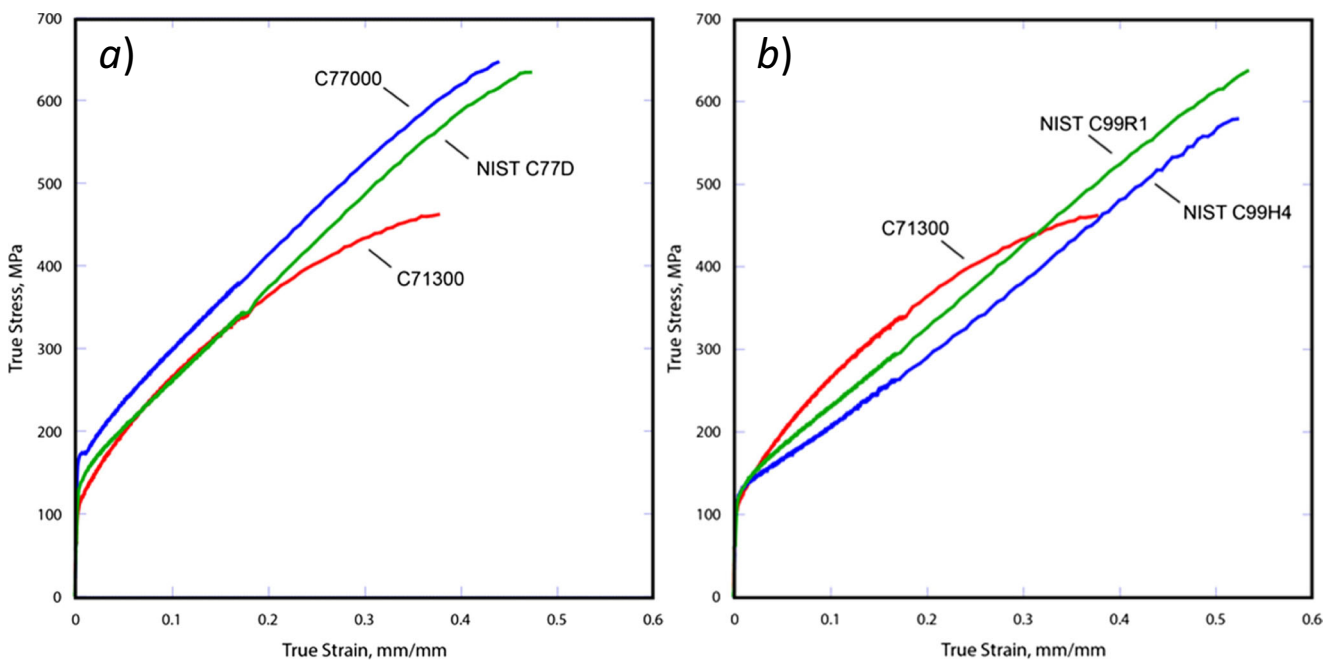 a)
700
600
500
400
300
200
100
0
True Stress, MPa
C77000
NIST C77D
C71300
0 0.1 0.2 0.3 0.4 0.5 0.6
True Strain, mm/mm
b)
700
600
500
400
300
200
100
0
True Stress, MPa
NIST C99R1
C71300
NIST C99H4
0 0.1 0.2 0.3 0.4 0.5 0.6
True Strain, mm/mm